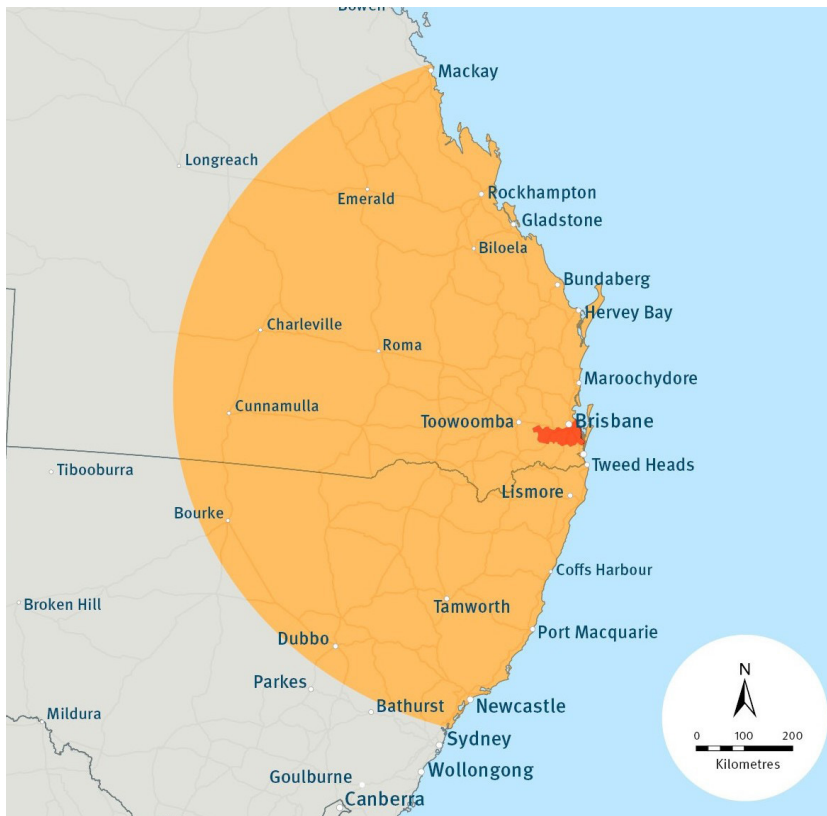 Bowen
Mackay
Longreach
Emerald
Rockhampton
Gladstone
Biloela
Bundaberg
Hervey Bay
Charleville
Roma
Maroochydore
Cunnamulla
Toowoomba
Brisbane
Tweed Heads
Tibooburra
Lismore
Bourke
Coffs Harbour
Broken Hill
Tamworth
Port Macquarie
Dubbo
Parkes
Newcastle
Bathurst
Mildura
Sydney
Goulburne
Wollongong
Canberra
N
0 100 200
Kilometres